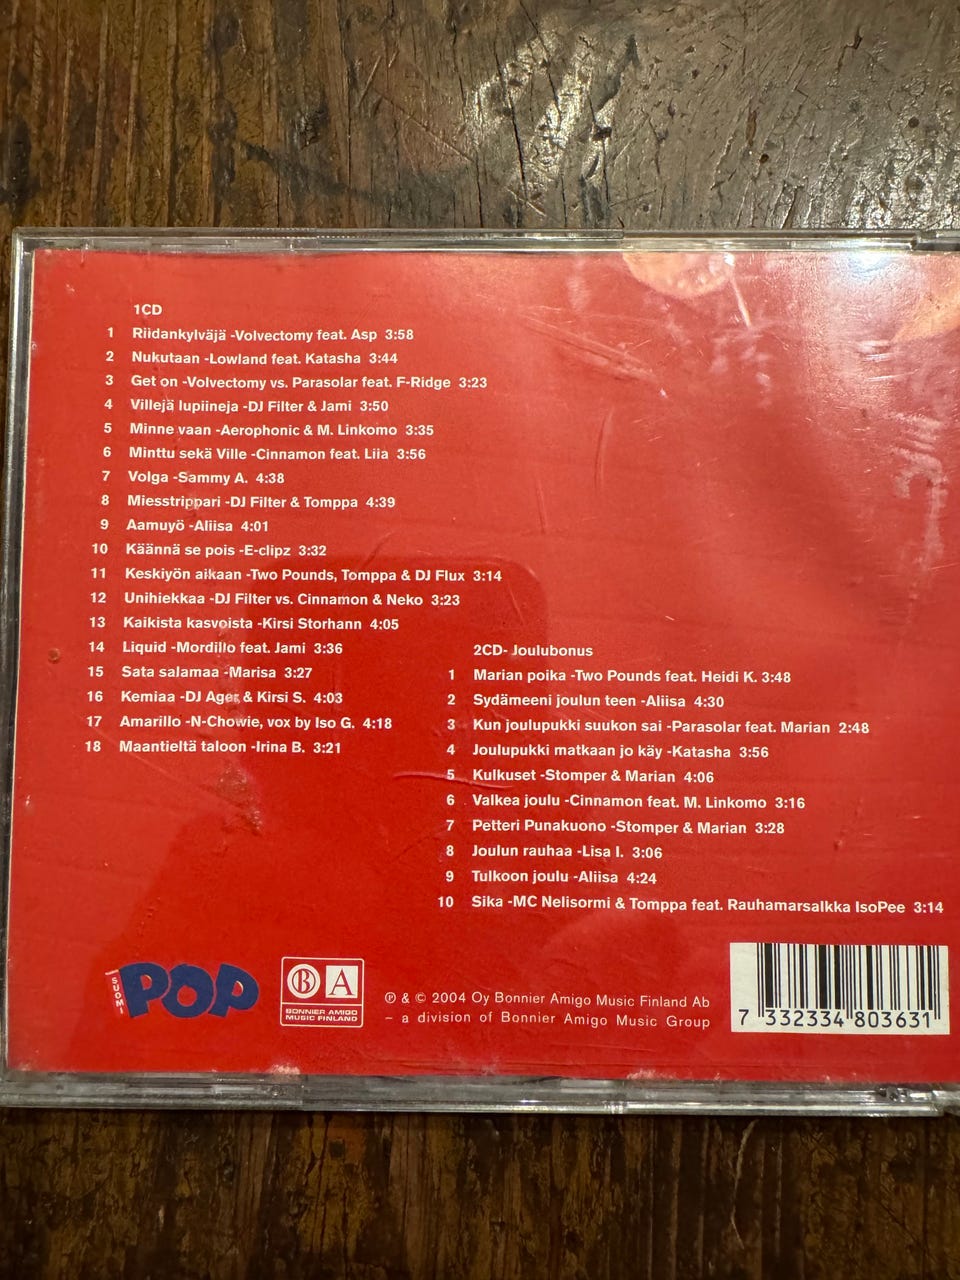 1CD
1 Riidankylväjä -Volvectomy feat. Asp 3:58
2 Nukutaan -Lowland feat. Katasha 3:44
3 Get on -Volvectomy vs. Parasolar feat. F-Ridge 3:23
4 Villejä lupiineja -DJ Filter & Jami 3:50
5 Minne vaan -Aerophonic & M. Linkomo 3:35
6 Minttu sekä Ville -Cinnamon feat. Liia 3:56
7 Volga -Sammy A. 4:38
8 Miesstrippari -DJ Filter & Tomppa 4:39
9 Aamuyö -Aliisa 4:01
10 Käännä se pois -E-clipz 3:32
11 Keskiyön aikaan -Two Pounds, Tomppa & DJ Flux 3:14
12 Unihiekkaa -DJ Filter vs. Cinnamon & Neko 3:23
13 Kaikista kasvoista -Kirsi Storhann 4:05
14 Liquid -Mordillo feat. Jami 3:36
15 Sata salamaa -Marisa 3:27
16 Kemiaa -DJ Ager & Kirsi S. 4:03
17 Amarillo -N-Chowie, vox by Iso G. 4:18
18 Maantieltä taloon -Irina B. 3:21
2CD- Joulubonus
1 Marian poika -Two Pounds feat. Heidi K. 3:48
2 Sydämeeni joulun teen -Aliisa 4:30
3 Kun joulupukki suukon sai -Parasolar feat. Marian 2:48
4 Joulupukki matkaan jo käy -Katasha 3:56
5 Kulkuset -Stomper & Marian 4:06
6 Valkea joulu -Cinnamon feat. M. Linkomo 3:16
7 Petteri Punakuono -Stomper & Marian 3:28
8 Joulun rauhaa -Lisa I. 3:06
9 Tulkoon joulu -Aliisa 4:24
10 Sika -MC Nelisormi & Tomppa feat. Rauhamarsalkka IsoPee 3:14
SUOMI POP
B A
BONNIER AMIGO
MUSIC FINLAND
℗ & © 2004 Oy Bonnier Amigo Music Finland Ab
– a division of Bonnier Amigo Music Group
7 332334 803631